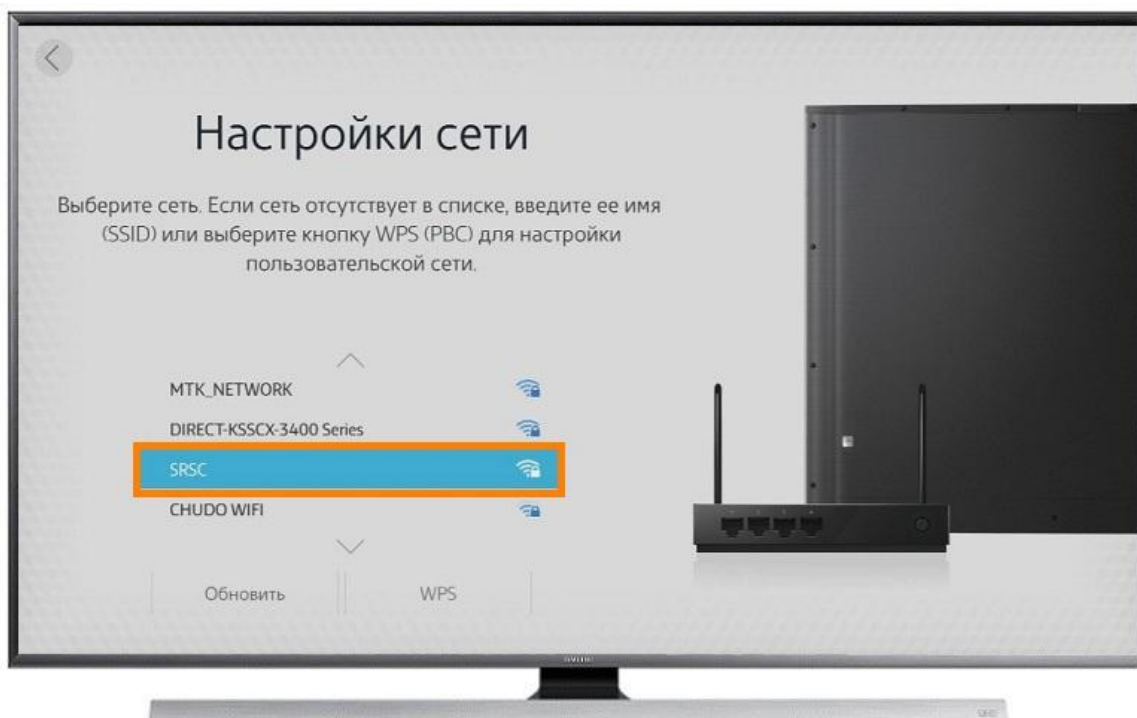 Настройки сети
Выберите сеть. Если сеть отсутствует в списке, введите ее имя
(SSID) или выберите кнопку WPS (PBC) для настройки
пользовательской сети.
MTK_NETWORK
DIRECT-KSSCX-3400 Series
SRSC
CHUDO WIFI
Обновить WPS